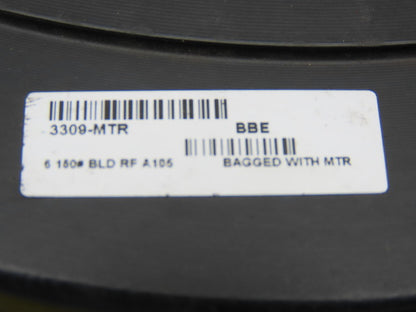 3309-MTR BBE
6 150# BLD RF A105 BAGGED WITH MTR